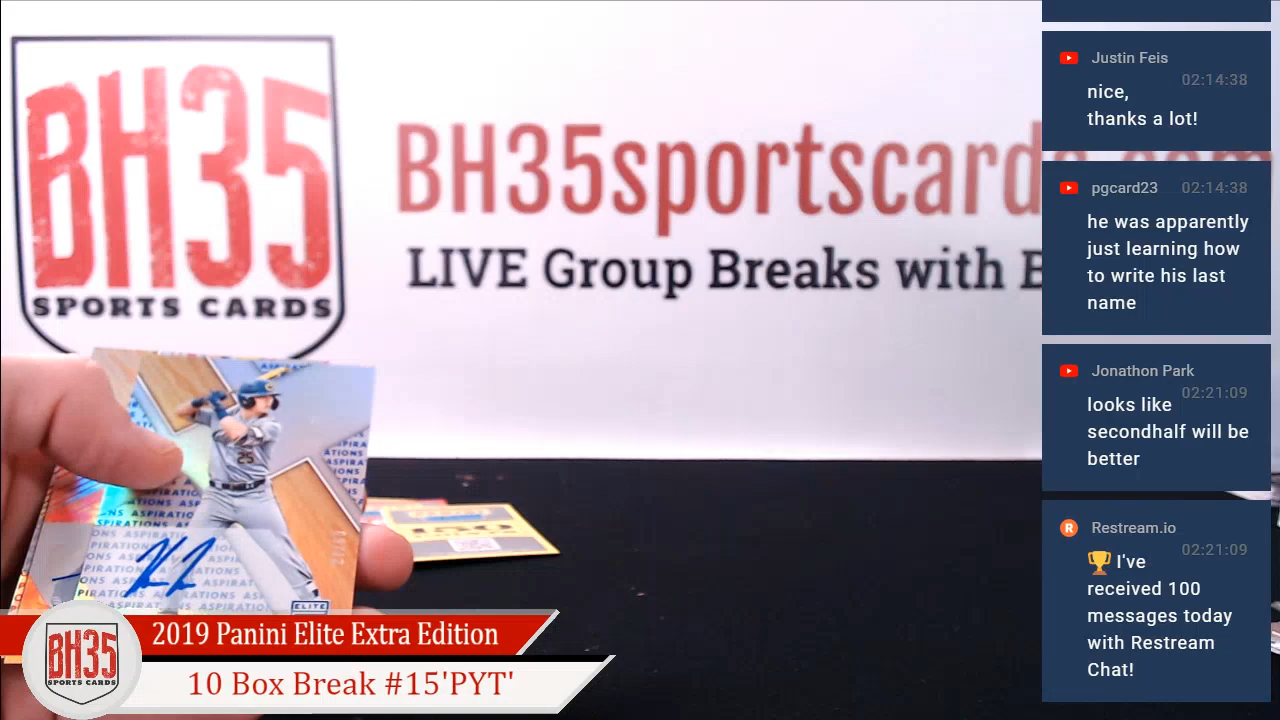 BH35
SPORTS CARDS
BH35sportscard
LIVE Group Breaks with B
25
ASPIRATIONS
ELITE
150
BH35
SPORTS CARDS
2019 Panini Elite Extra Edition
10 Box Break #15'PYT'
Justin Feis
02:14:38
nice,
thanks a lot!
pgcard23 02:14:38
he was apparently
just learning how
to write his last
name
Jonathon Park
02:21:09
looks like
secondhalf will be
better
Restream.io
02:21:09
🏆 I've
received 100
messages today
with Restream
Chat!